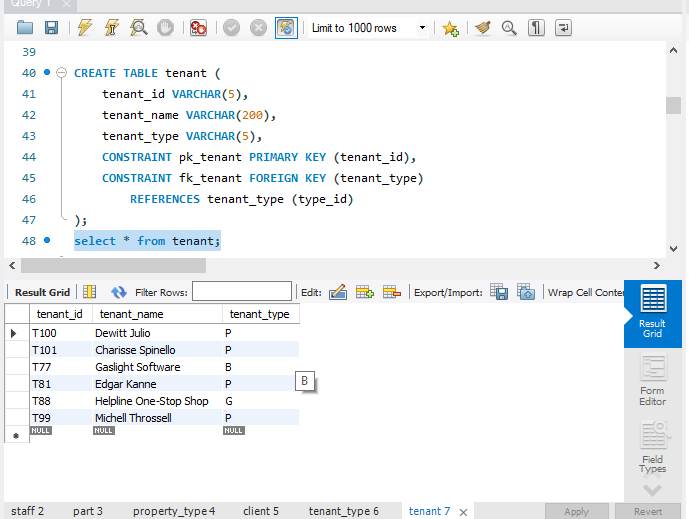 Query 1
Limit to 1000 rows
39
40 CREATE TABLE tenant (
41 tenant_id VARCHAR(5),
42 tenant_name VARCHAR(200),
43 tenant_type VARCHAR(5),
44 CONSTRAINT pk_tenant PRIMARY KEY (tenant_id),
45 CONSTRAINT fk_tenant FOREIGN KEY (tenant_type)
46 REFERENCES tenant_type (type_id)
47 );
48 select * from tenant;
Result Grid Filter Rows: Edit: Export/Import: Wrap Cell Conter
tenant_id tenant_name tenant_type
T100 Dewitt Julio P
T101 Charisse Spinello P
T77 Gaslight Software B
T81 Edgar Kanne P
T88 Helpline One-Stop Shop G
T99 Michell Throssell P
NULL NULL NULL
B
Result
Grid
Form
Editor
Field
Types
staff 2 part 3 property_type 4 client 5 tenant_type 6 tenant 7 Apply Revert